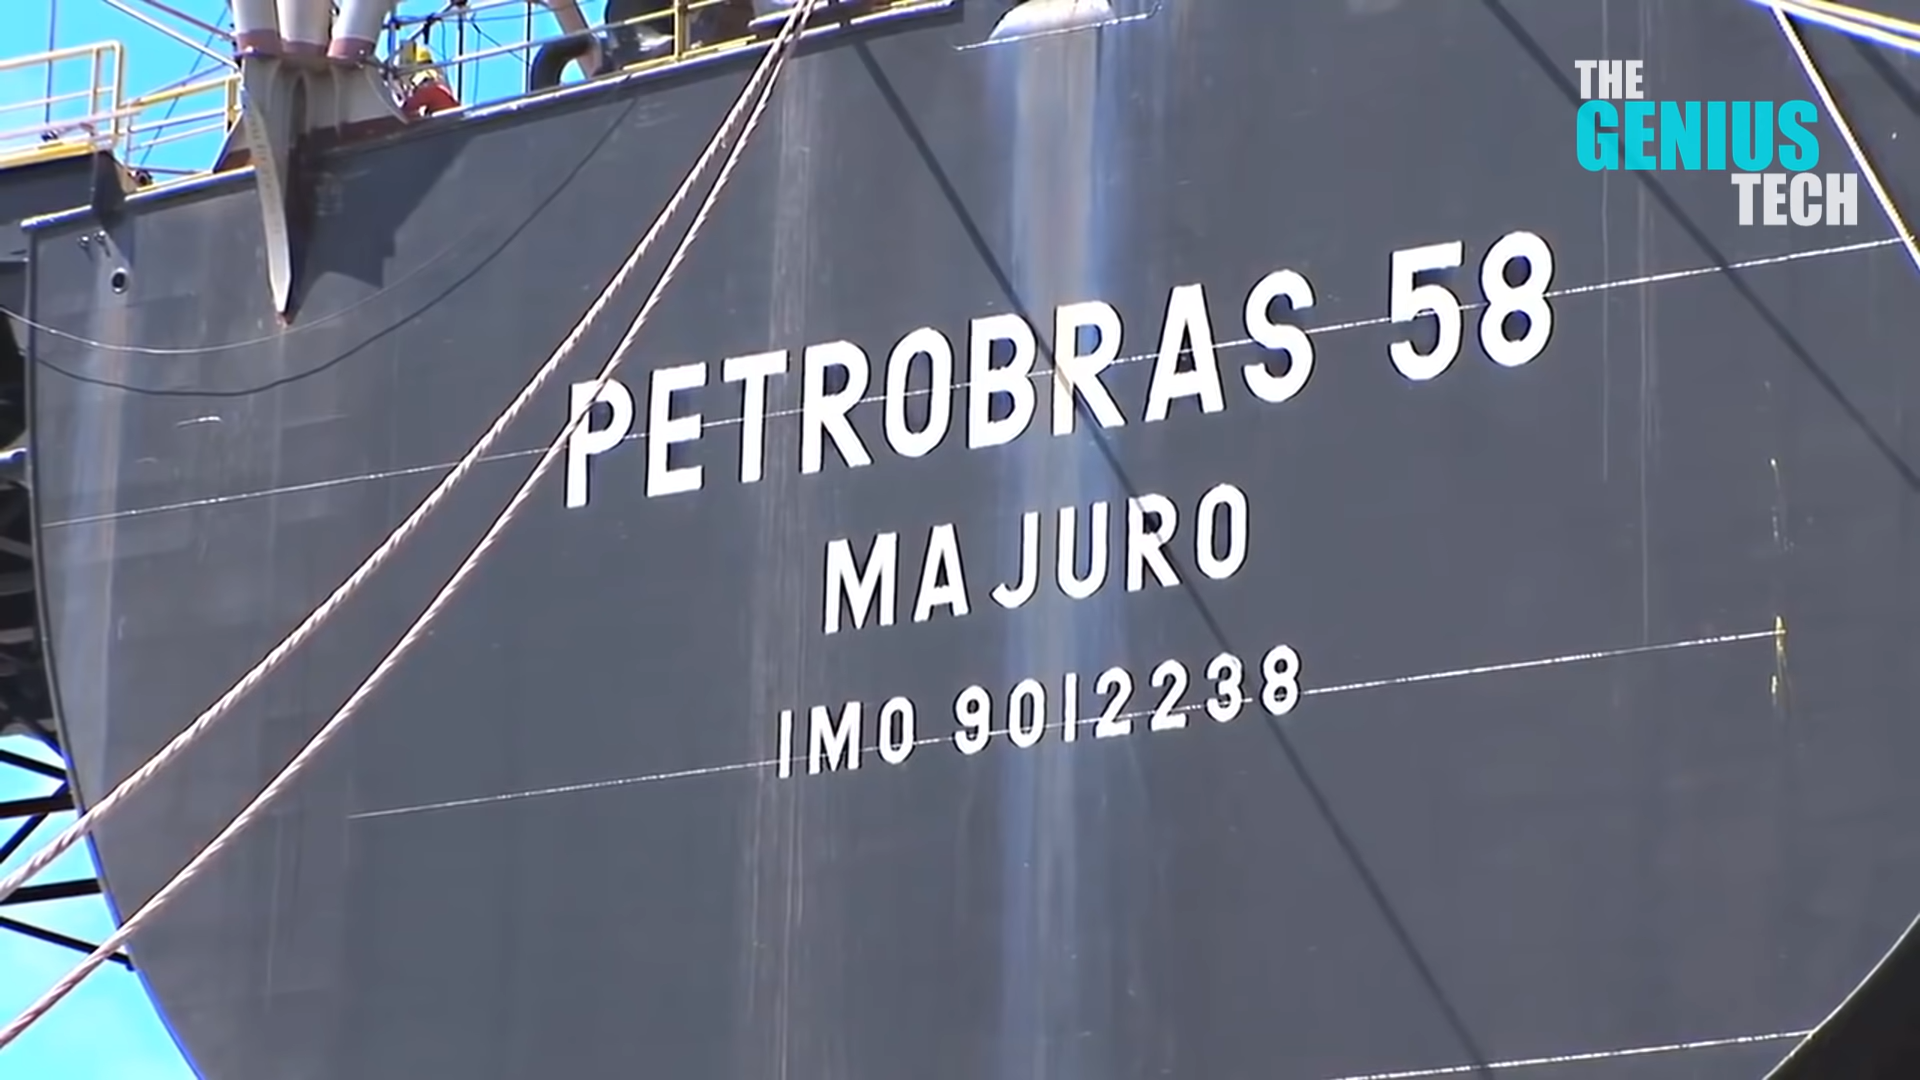 THE
GENIUS
TECH
PETROBRAS 58
MAJURO
IMO 9012238